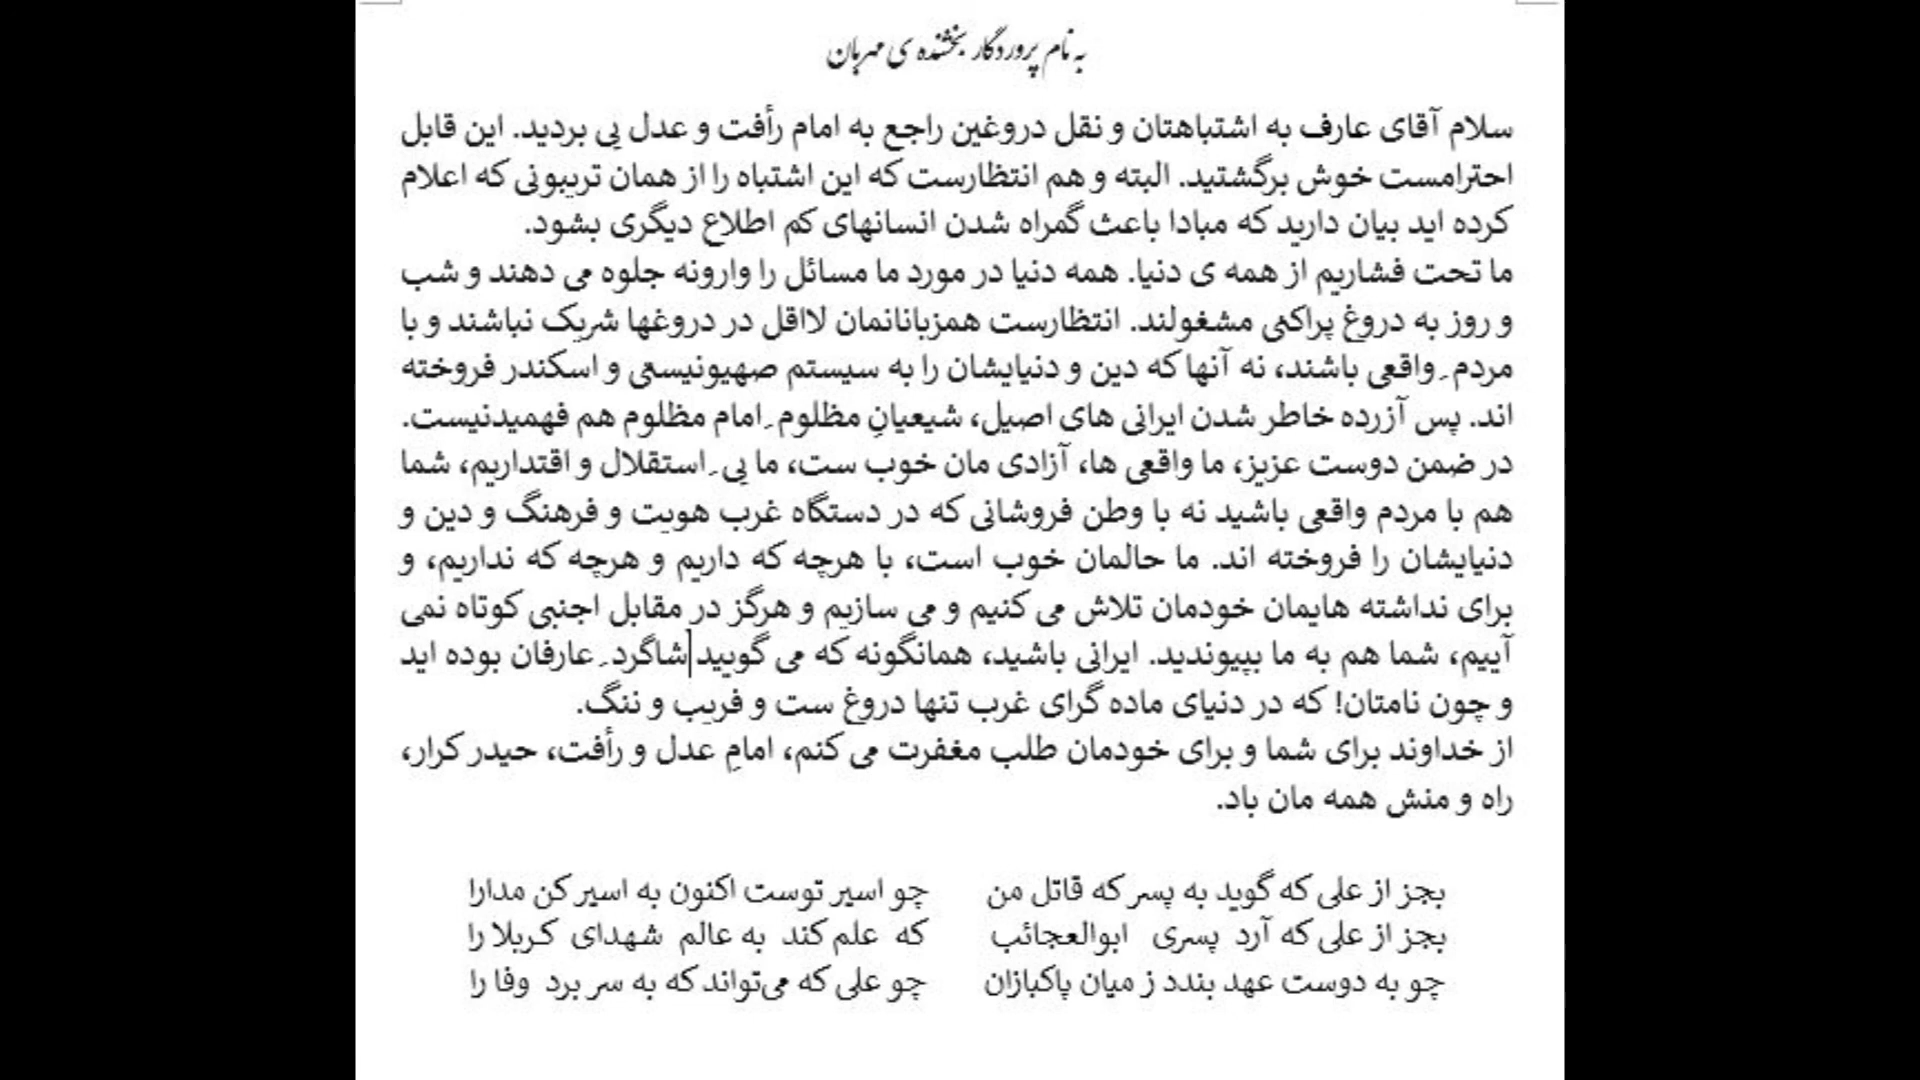 به نام پروردگار بخشنده ی مهربان
سلام آقای عارف به اشتباهتان و نقل دروغین راجع به امام رأفت و عدل پی بردید. این قابل
احترامست خوش برگشتید. البته و هم انتظارست که این اشتباه را از همان تریبونی که اعلام
کرده اید بیان دارید که مبادا باعث گمراه شدن انسانهای کم اطلاع دیگری بشود.
ما تحت فشاریم از همه ی دنیا. همه دنیا در مورد ما مسائل را وارونه جلوه می دهند و شب
و روز به دروغ پراکنی مشغولند. انتظارست همزبانانمان لااقل در دروغها شریک نباشند و با
مردم ِ واقعی باشند، نه آنها که دین و دنیایشان را به سیستم صهیونیستی و اسکندر فروخته
اند. پس آزرده خاطر شدن ایرانی های اصیل، شیعیانِ مظلوم ِ امام مظلوم هم فهمیدنیست.
در ضمن دوست عزیز، ما واقعی ها، آزادی مان خوب ست، ما پی ِ استقلال و اقتداریم، شما
هم با مردم واقعی باشید نه با وطن فروشانی که در دستگاه غرب هویت و فرهنگ و دین و
دنیایشان را فروخته اند. ما حالمان خوب است، با هرچه که داریم و هرچه که نداریم، و
برای نداشته هایمان خودمان تلاش می کنیم و می سازیم و هرگز در مقابل اجنبی کوتاه نمی
آییم، شما هم به ما بپیوندید. ایرانی باشید، همانگونه که می گویید شاگرد ِ عارفان بوده اید
و چون نامتان! که در دنیای ماده گرای غرب تنها دروغ ست و فریب و ننگ.
از خداوند برای شما و برای خودمان طلب مغفرت می کنم، امامِ عدل و رأفت، حیدر کرار،
راه و منش همه مان باد.
بجز از علی که گوید به پسر که قاتل من چو اسیر توست اکنون به اسیر کن مدارا
بجز از علی که آرد پسری ابوالعجائب که علم کند به عالم شهدای کربلا را
چو به دوست عهد بندد ز میان پاکبازان چو علی که می‌تواند که به سر برد وفا را